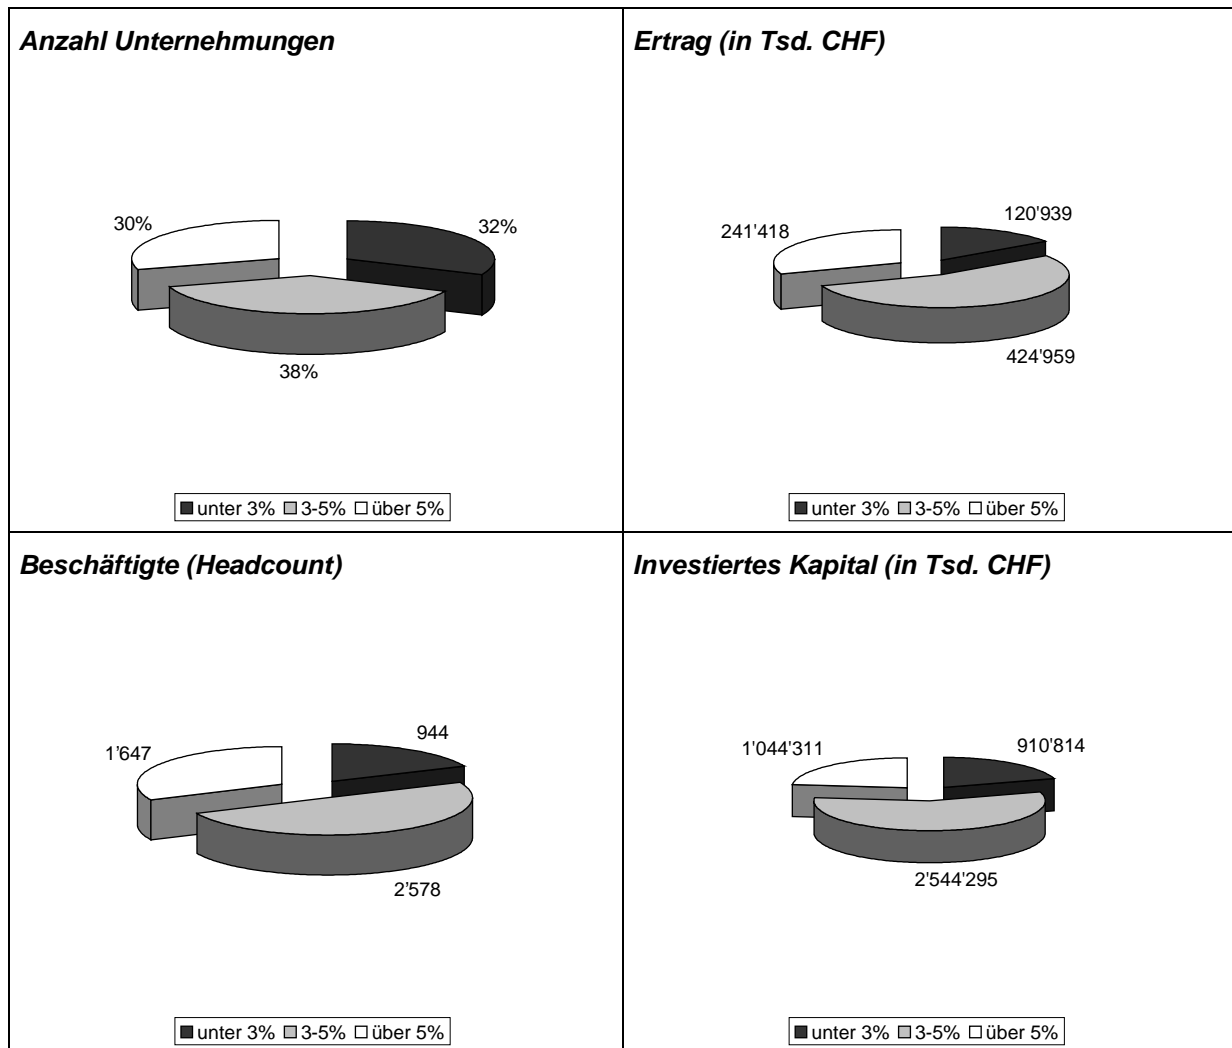 Anzahl Unternehmungen
30%
32%
38%
unter 3% 3-5% über 5%
Ertrag (in Tsd. CHF)
120'939
241'418
424'959
unter 3% 3-5% über 5%
Beschäftigte (Headcount)
944
1'647
2'578
unter 3% 3-5% über 5%
Investiertes Kapital (in Tsd. CHF)
1'044'311
910'814
2'544'295
unter 3% 3-5% über 5%